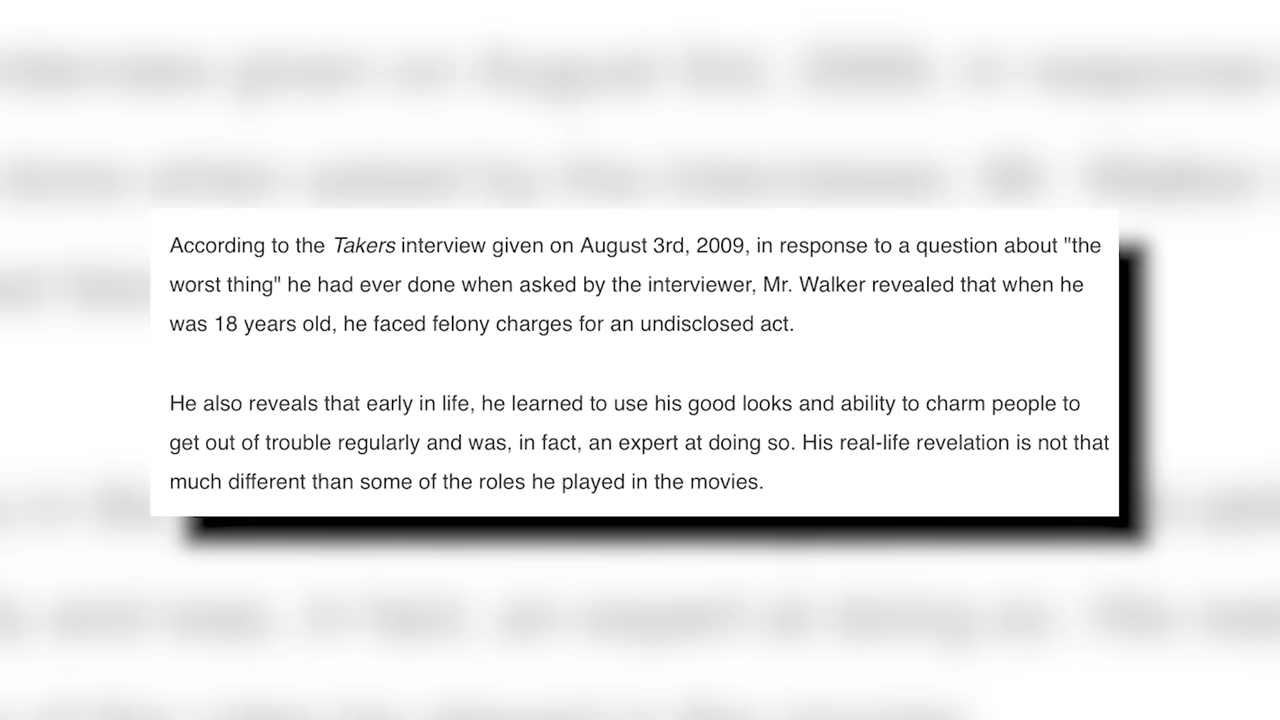 According to the Takers interview given on August 3rd, 2009, in response to a question about "the
worst thing" he had ever done when asked by the interviewer, Mr. Walker revealed that when he
was 18 years old, he faced felony charges for an undisclosed act.
He also reveals that early in life, he learned to use his good looks and ability to charm people to
get out of trouble regularly and was, in fact, an expert at doing so. His real-life revelation is not that
much different than some of the roles he played in the movies.